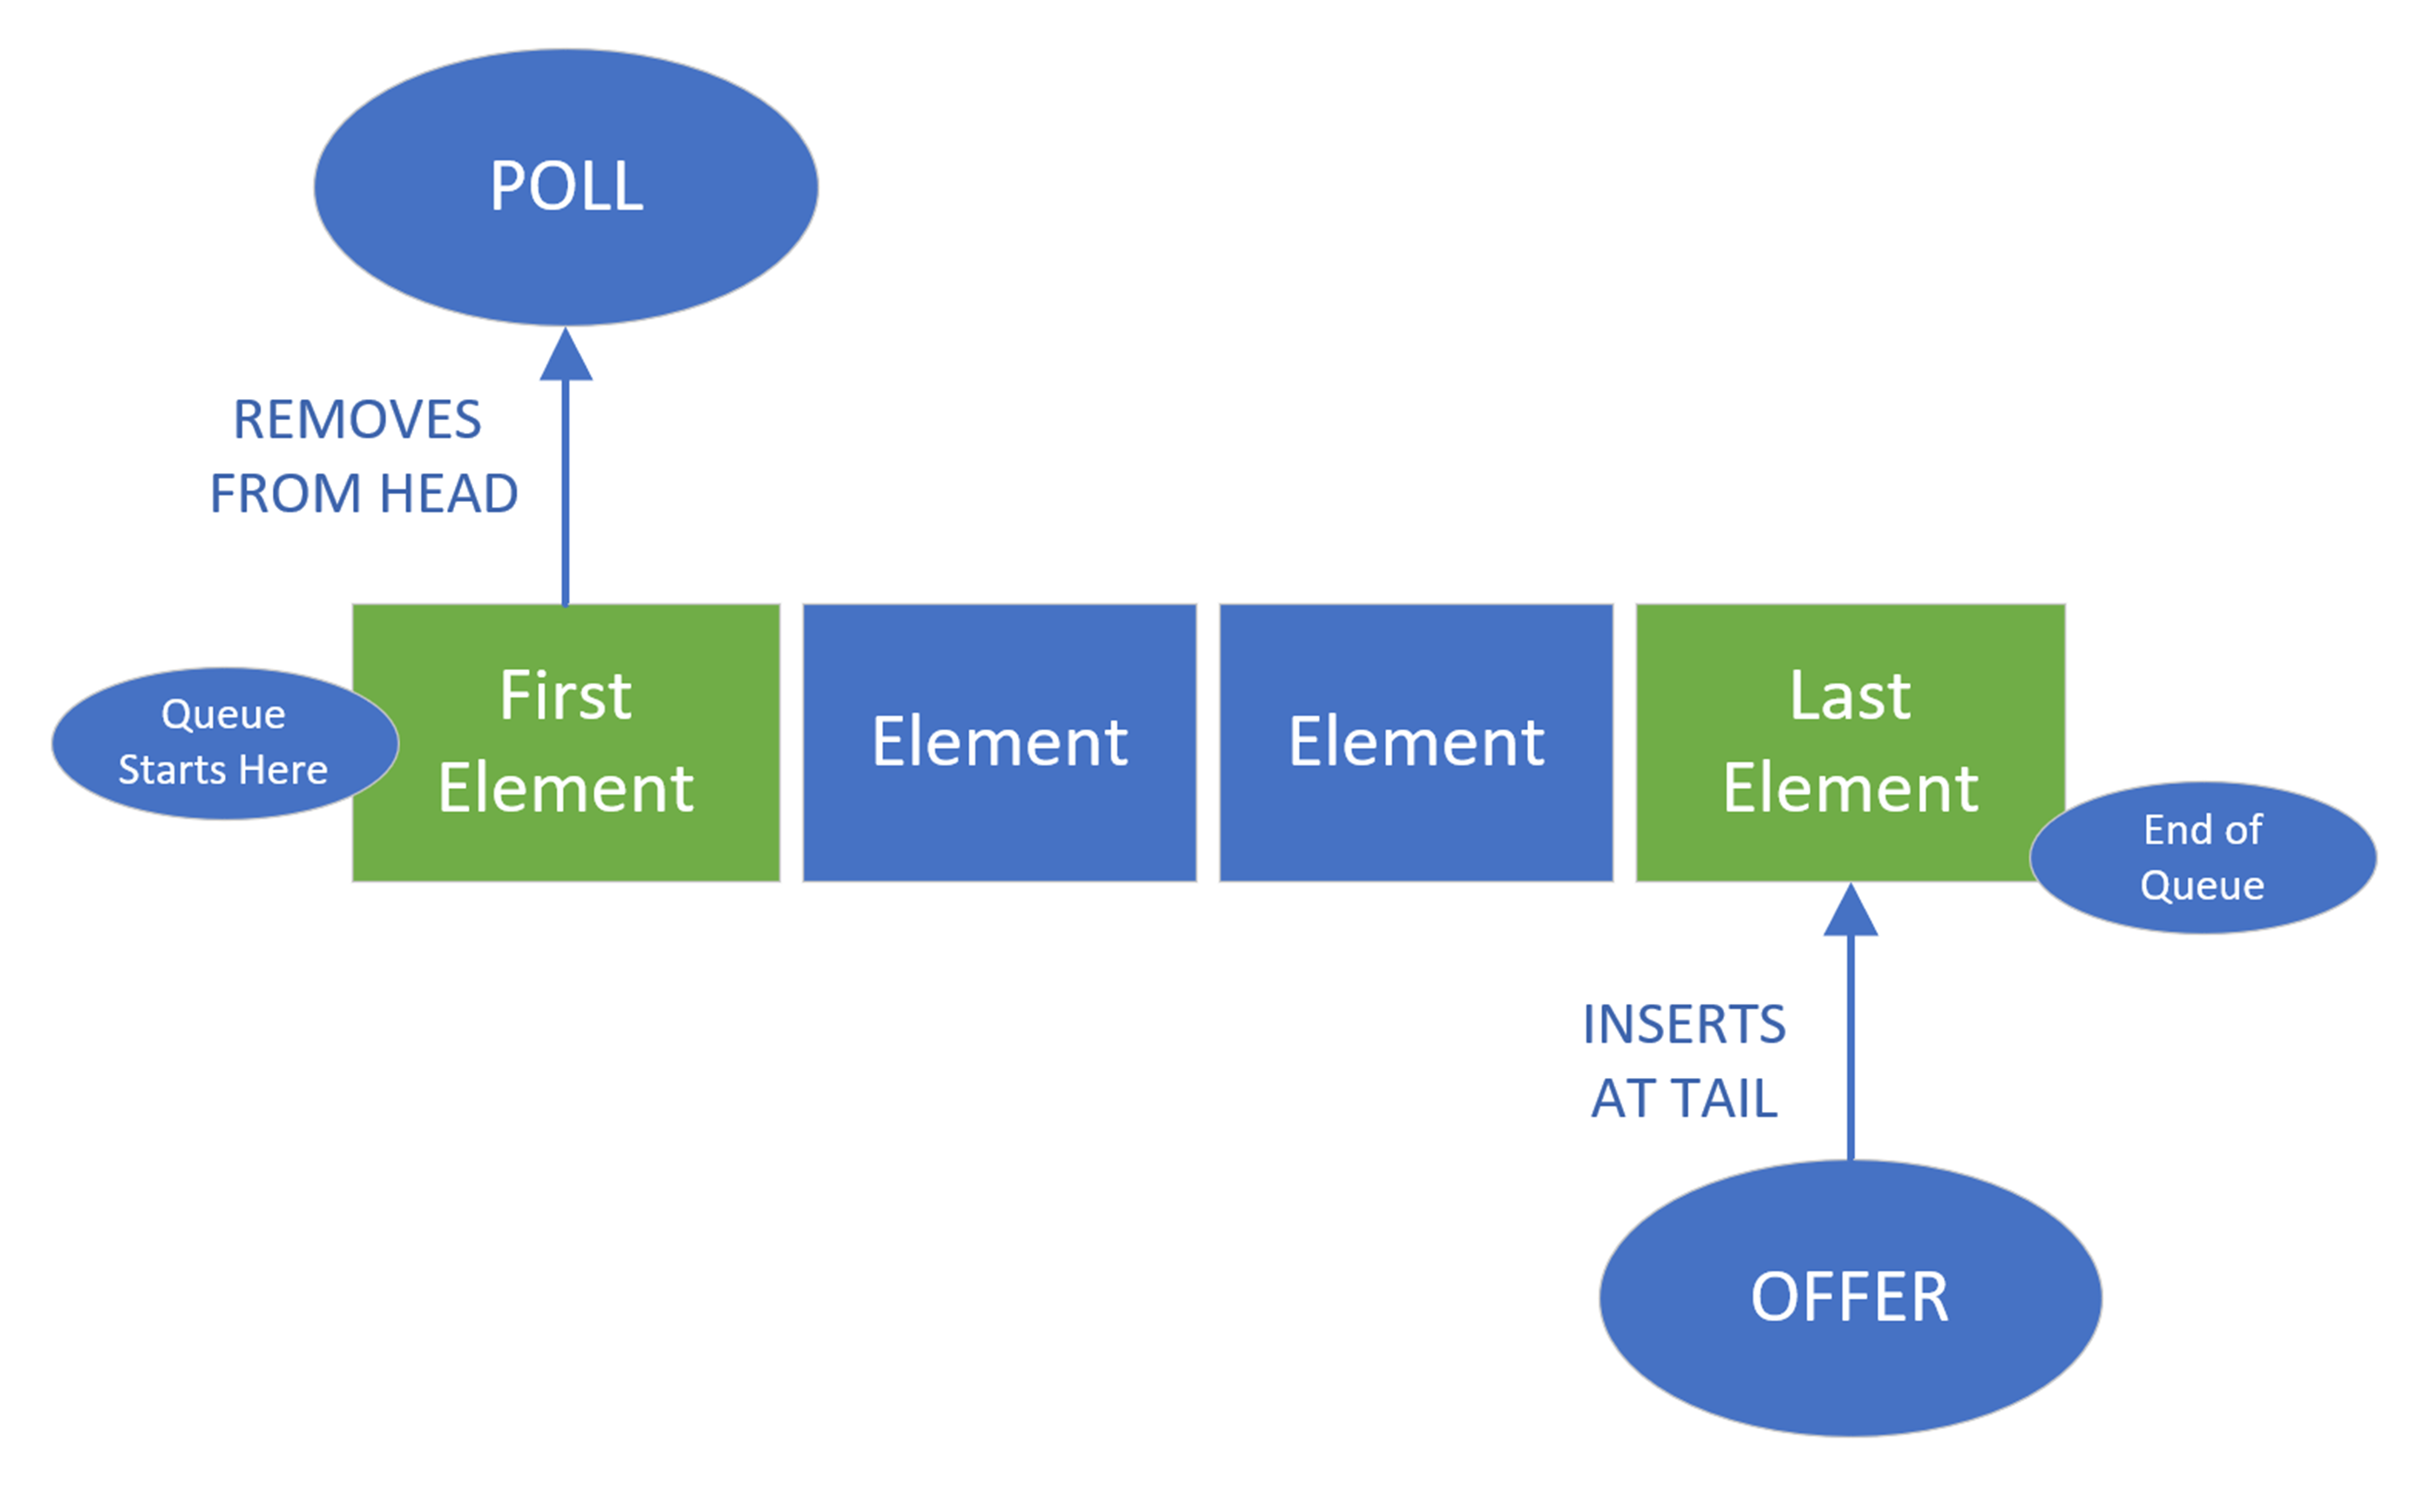 POLL
REMOVES
FROM HEAD
Queue
Starts Here
First
Element
Element
Element
Last
Element
End of
Queue
INSERTS
AT TAIL
OFFER